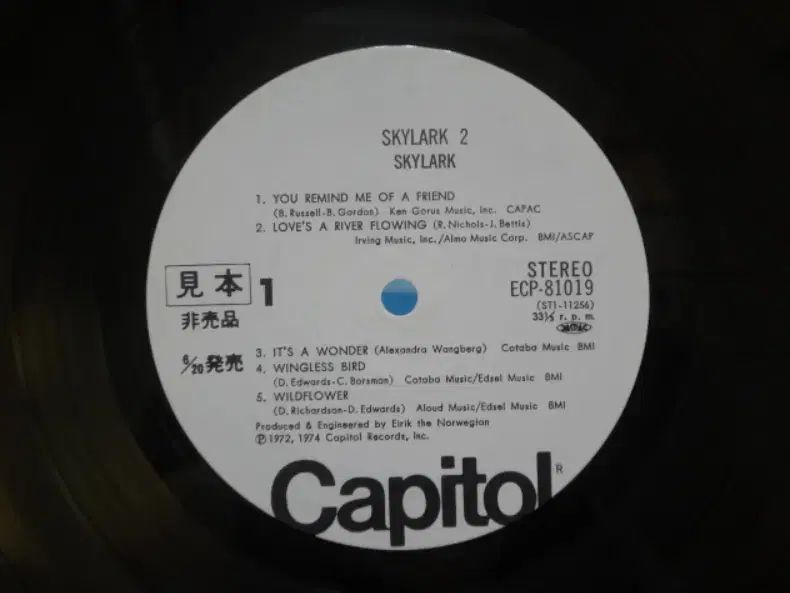 SKYLARK 2
SKYLARK
1. YOU REMIND ME OF A FRIEND
(B. Russell-B. Gordon) Ken Gorus Music, Inc. CAPAC
2. LOVE'S A RIVER FLOWING (R. Nichols-J. Bettis)
Irving Music, Inc./Almo Music Corp. BMI/ASCAP
見本 1
非売品
6/20 発売
STEREO
ECP-81019
(ST1-11256)
33⅓ r. p. m.
3. IT'S A WONDER (Alexandra Wangberg) Cotaba Music BMI
4. WINGLESS BIRD
(D. Edwards-C. Borsman) Cotaba Music/Edsel Music BMI
5. WILDFLOWER
(D. Richardson-D. Edwards) Aloud Music/Edsel Music BMI
Produced & Engineered by Eirik the Norwegian
Ⓟ1972, 1974 Capitol Records, Inc.
Capitol®